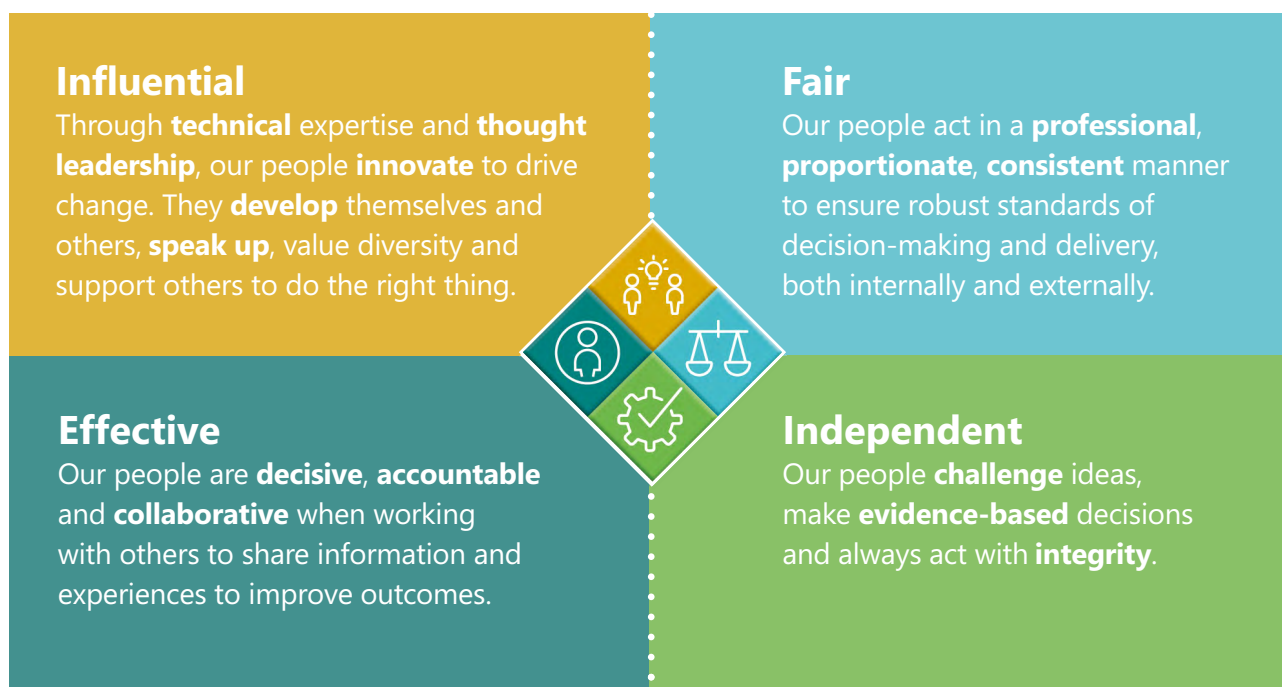 Influential
Through technical expertise and thought
leadership, our people innovate to drive
change. They develop themselves and
others, speak up, value diversity and
support others to do the right thing.
Fair
Our people act in a professional,
proportionate, consistent manner
to ensure robust standards of
decision-making and delivery,
both internally and externally.
Effective
Our people are decisive, accountable
and collaborative when working
with others to share information and
experiences to improve outcomes.
Independent
Our people challenge ideas,
make evidence-based decisions
and always act with integrity.